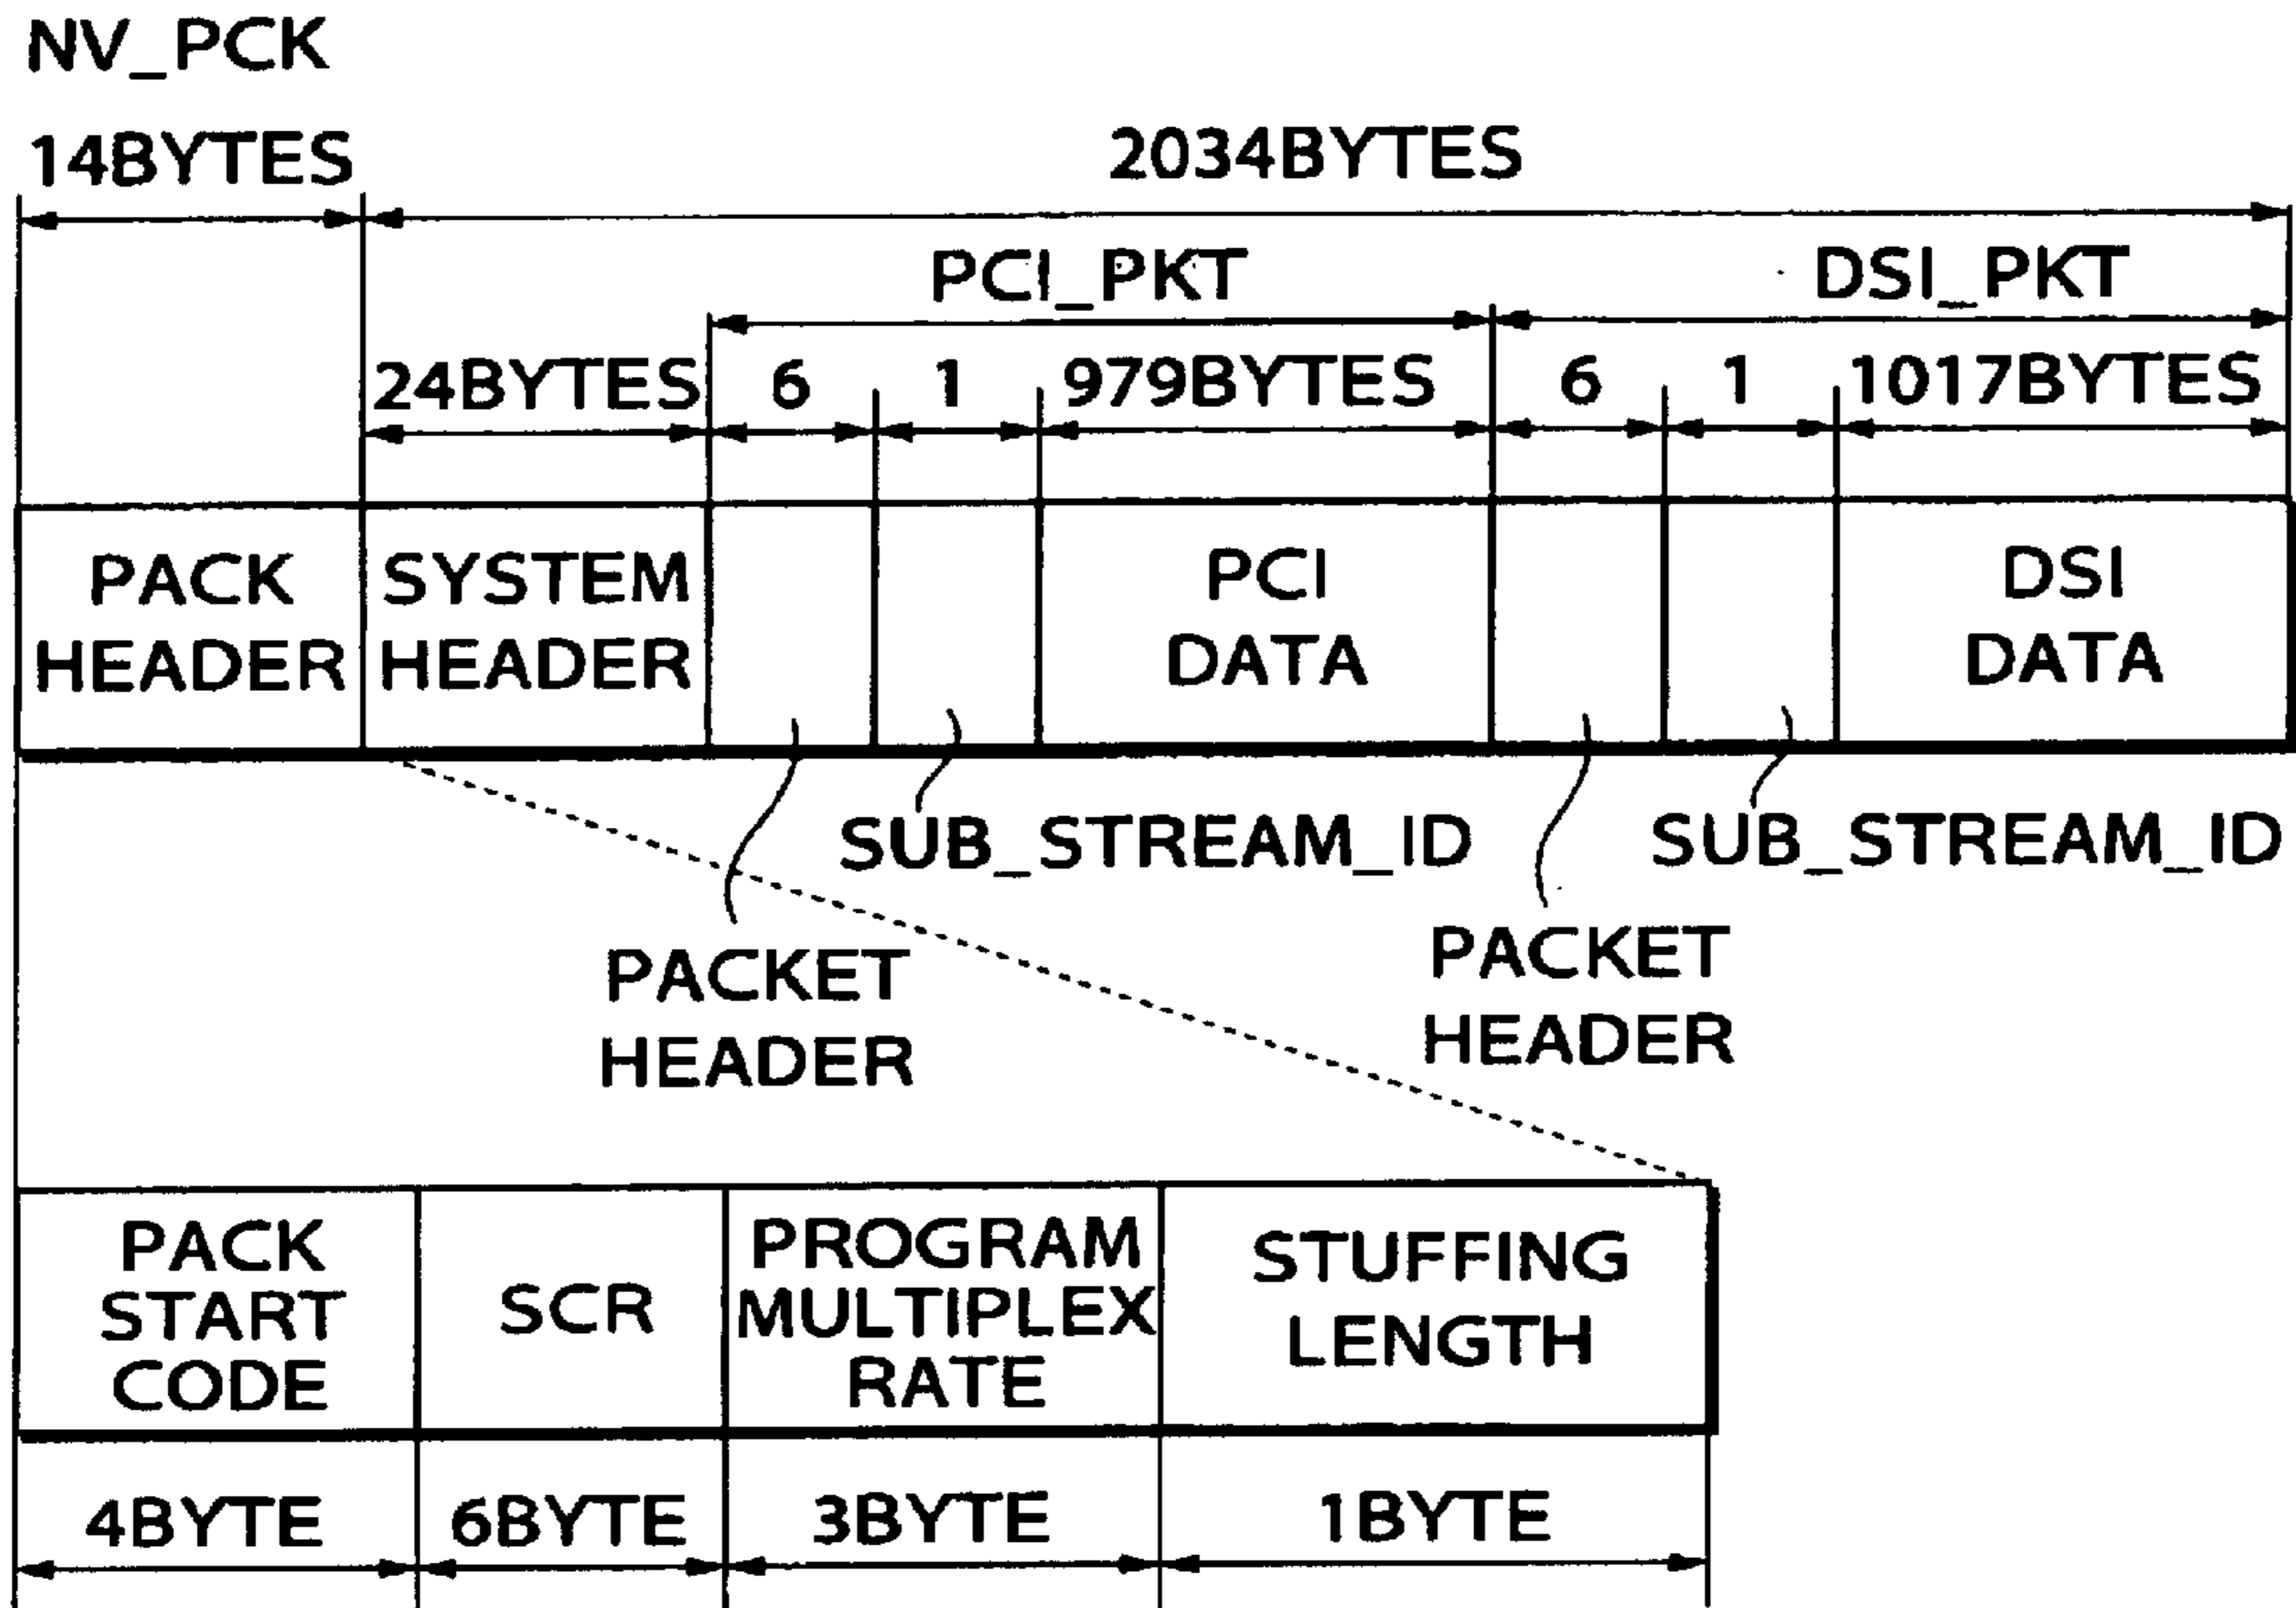 NV_PCK
14BYTES 2034BYTES
PCI_PKT DSI_PKT
24BYTES 6 1 979BYTES 6 1 1017BYTES
PACK HEADER
SYSTEM HEADER
PCI DATA
DSI DATA
SUB_STREAM_ID SUB_STREAM_ID
PACKET HEADER
PACKET HEADER
PACK START CODE
SCR
PROGRAM MULTIPLEX RATE
STUFFING LENGTH
4BYTE 6BYTE 3BYTE 1BYTE